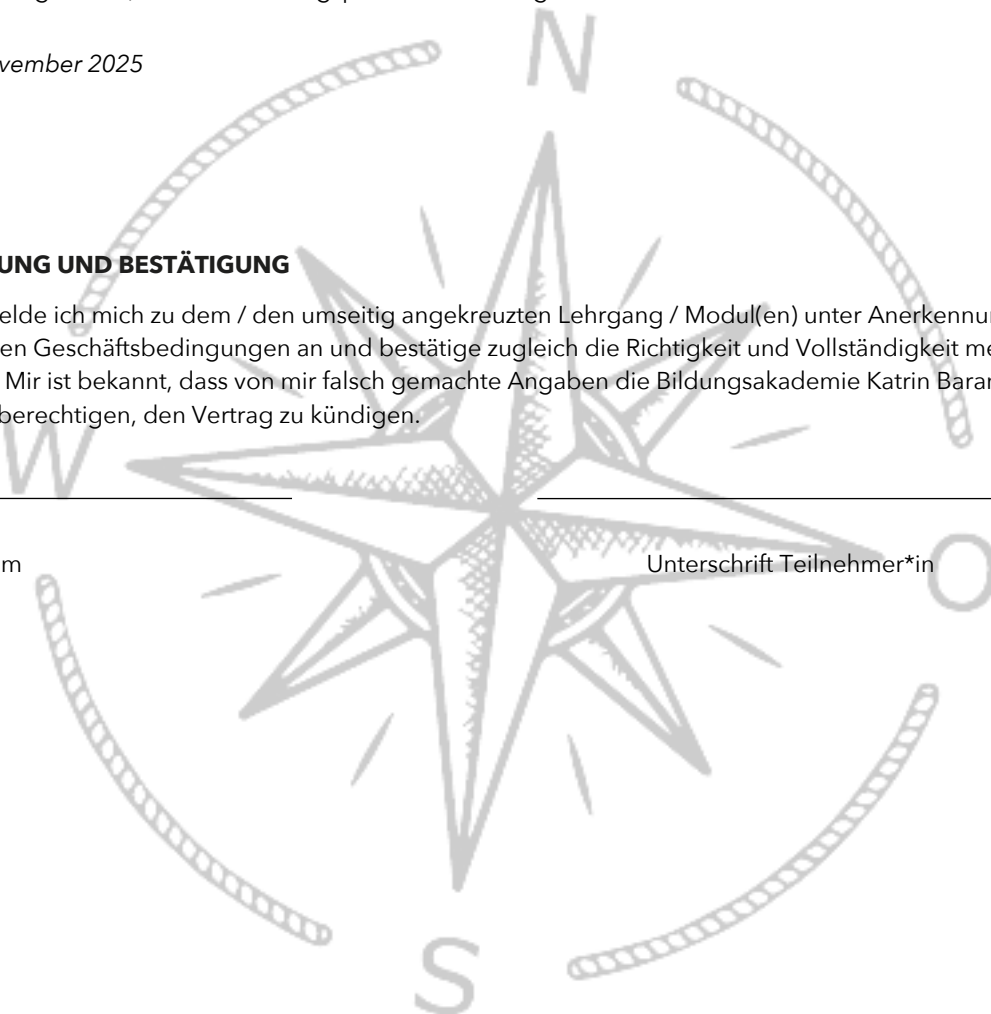 N
vember 2025
UNG UND BESTÄTIGUNG
elde ich mich zu dem / den umseitig angekreuzten Lehrgang / Modul(en) unter Anerkennu
en Geschäftsbedingungen an und bestätige zugleich die Richtigkeit und Vollständigkeit me
Mir ist bekannt, dass von mir falsch gemachte Angaben die Bildungsakademie Katrin Bara
berechtigen, den Vertrag zu kündigen.
W
m
Unterschrift Teilnehmer*in
O
S